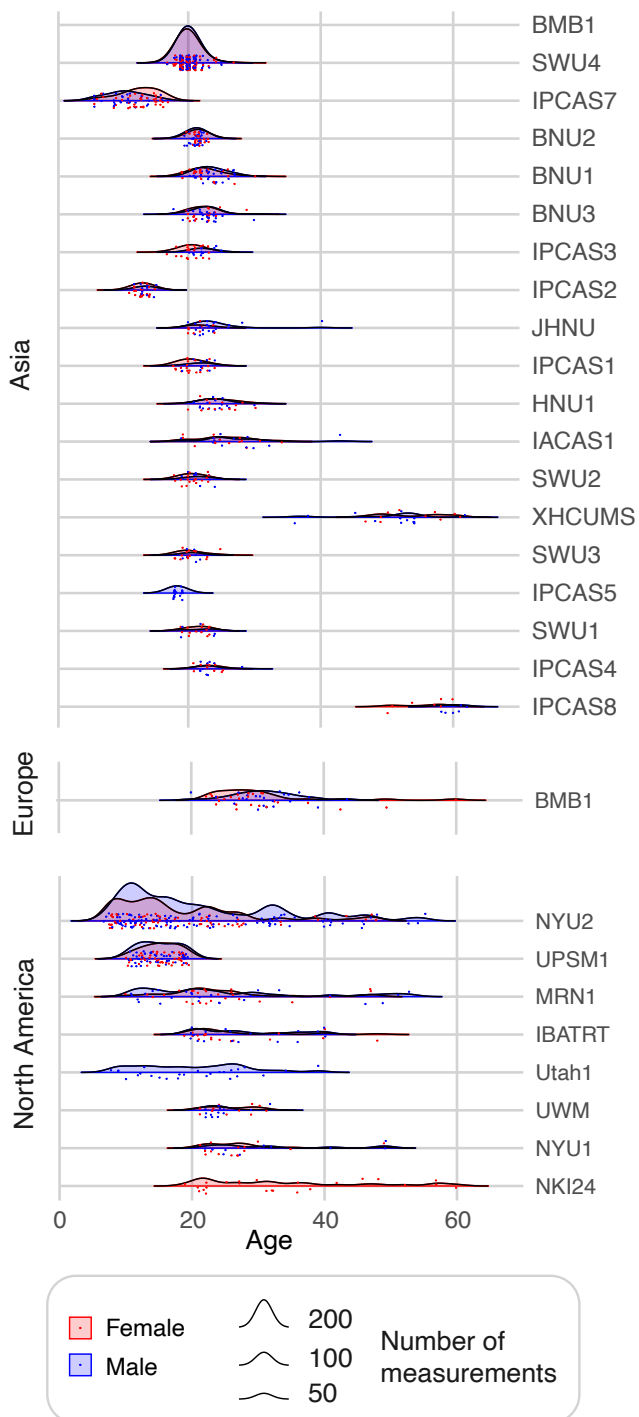 Asia
BMB1
SWU4
IPCAS7
BNU2
BNU1
BNU3
IPCAS3
IPCAS2
JHNU
IPCAS1
HNU1
IACAS1
SWU2
XHCUMS
SWU3
IPCAS5
SWU1
IPCAS4
IPCAS8
Europe
BMB1
North America
NYU2
UPSM1
MRN1
IBATRT
Utah1
UWM
NYU1
NKI24
0 20 40 60
Age
Female
Male
200
100
50
Number of
measurements